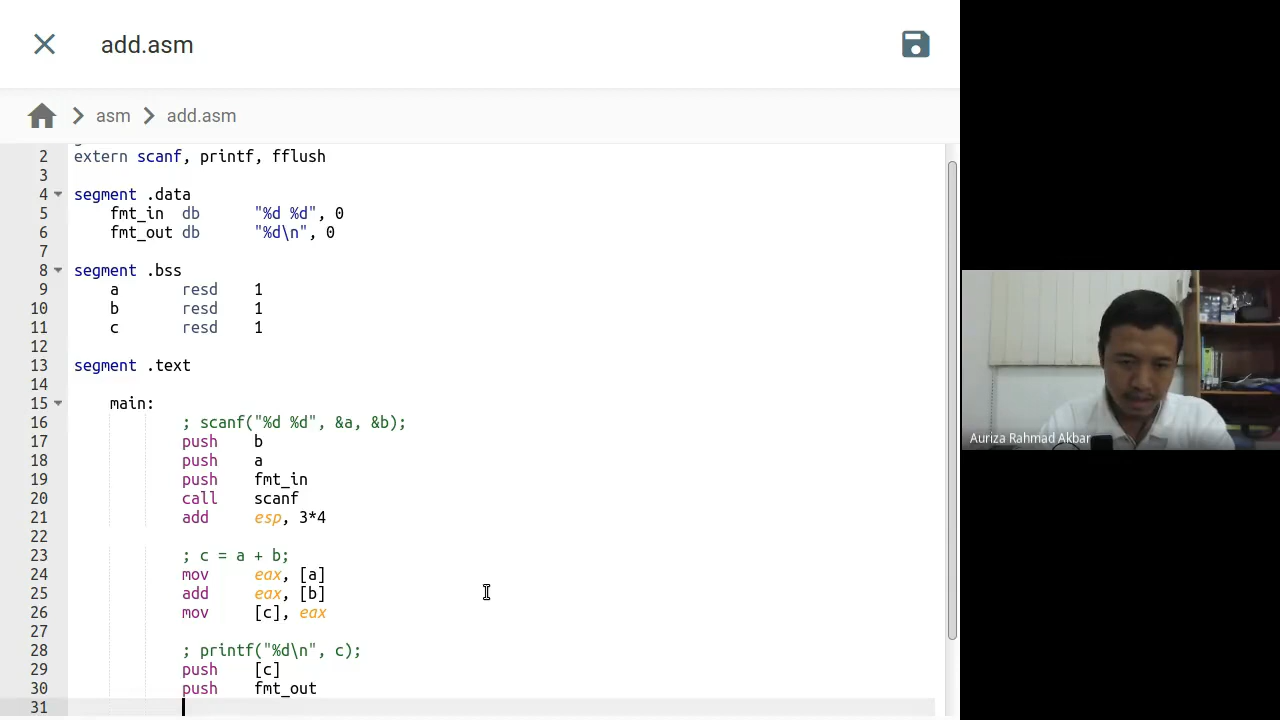 add.asm
asm add.asm
2 extern scanf, printf, fflush
3
4 segment .data
5 fmt_in db "%d %d", 0
6 fmt_out db "%d\n", 0
7
8 segment .bss
9 a resd 1
10 b resd 1
11 c resd 1
12
13 segment .text
14
15 main:
16 ; scanf("%d %d", &a, &b);
17 push b
18 push a
19 push fmt_in
20 call scanf
21 add esp, 3*4
22
23 ; c = a + b;
24 mov eax, [a]
25 add eax, [b]
26 mov [c], eax
27
28 ; printf("%d\n", c);
29 push [c]
30 push fmt_out
31
Auriza Rahmad Akbar